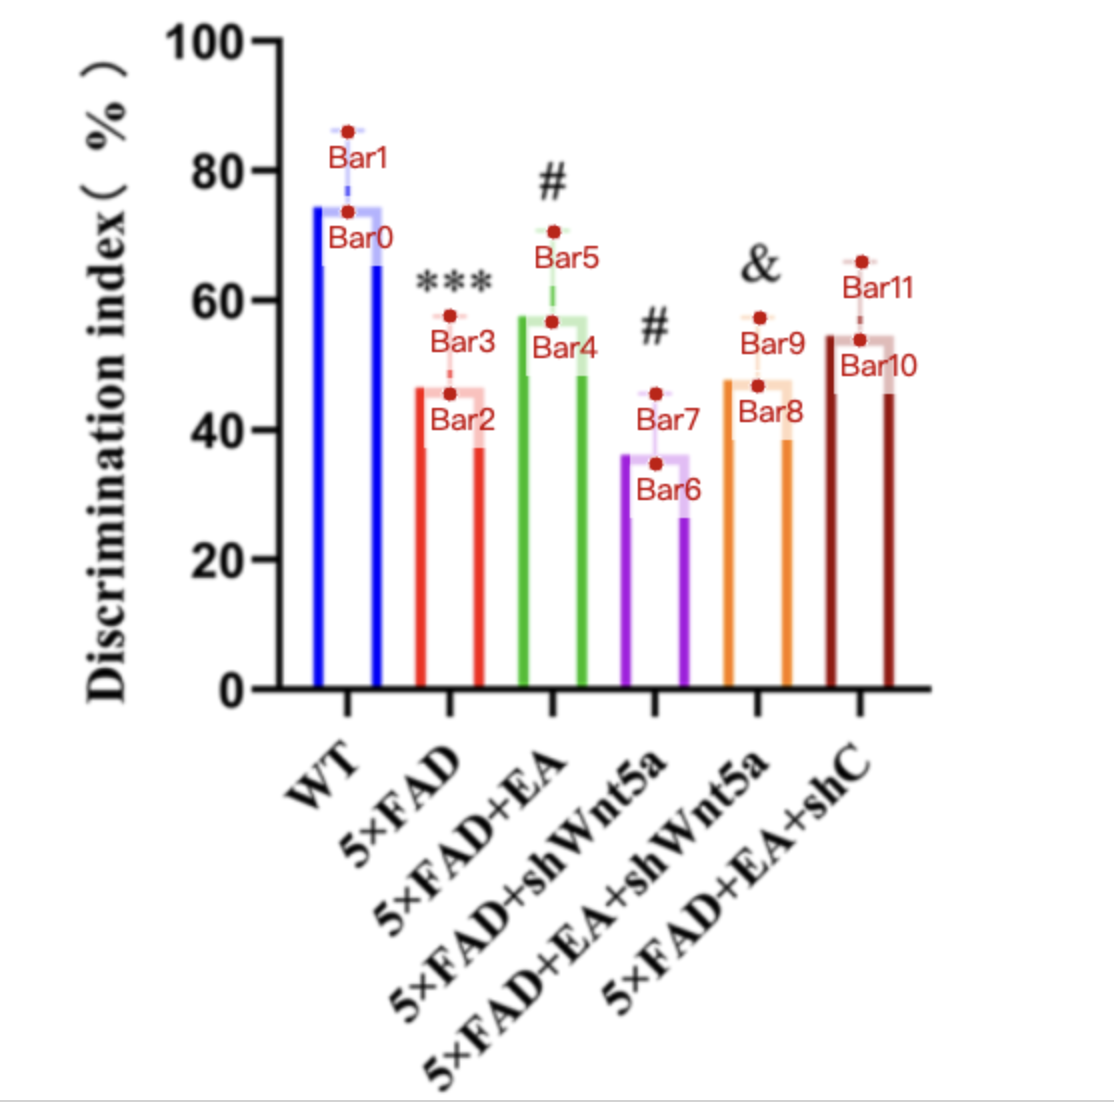 Discrimination index( % )
100
80
60
40
20
0
Bar1
Bar0
***
Bar3
Bar2
#
Bar5
Bar4
#
Bar7
Bar6
&
Bar9
Bar8
Bar11
Bar10
WT
5×FAD
5×FAD+EA
5×FAD+shWnt5a
5×FAD+EA+shWnt5a
5×FAD+EA+shC